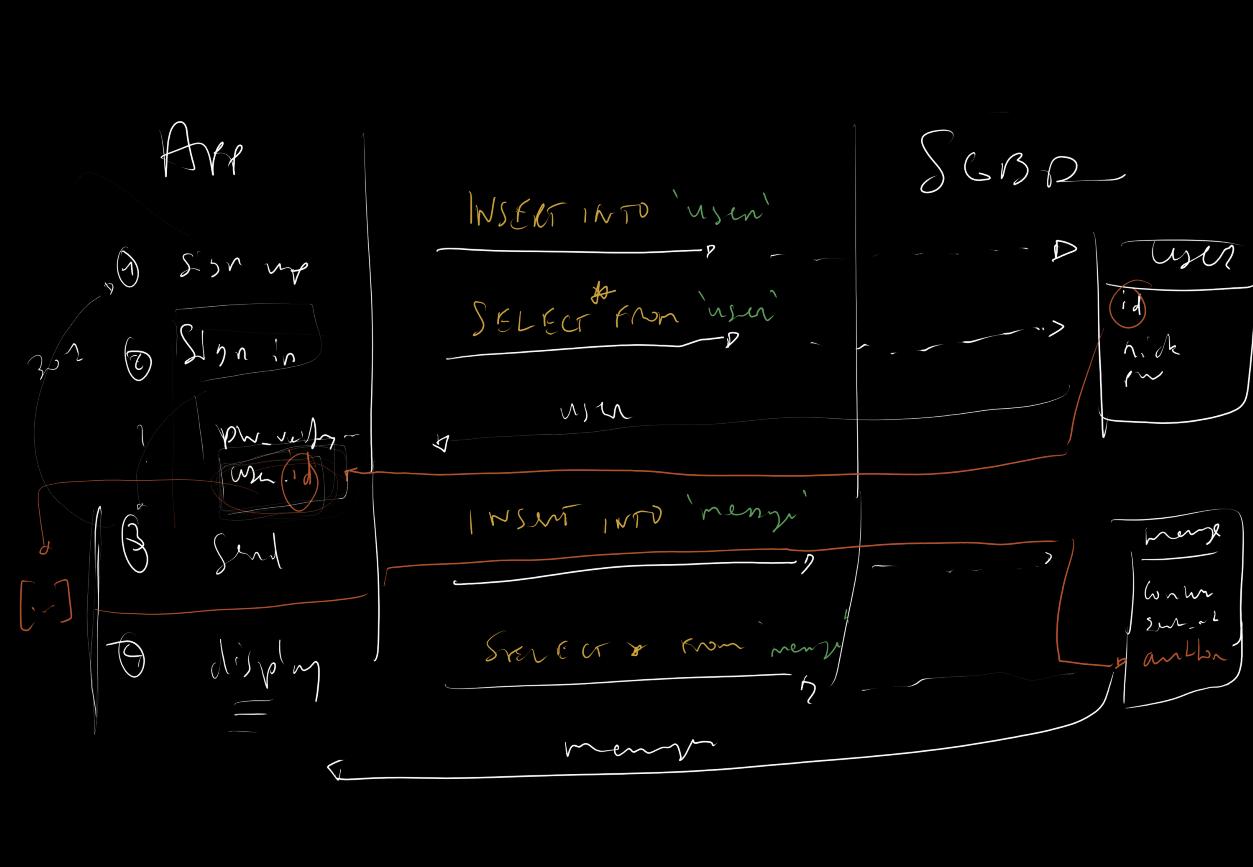 App
SGBD
INSERT INTO 'user'
① Sign up
user
SELECT * FROM 'user'
id
② Sign in
302
nick
pw
user
pw_verify
user.id
INSERT INTO 'message'
③ Send
message
[...]
sent_at
SELECT * FROM 'message'
author
④ display
message